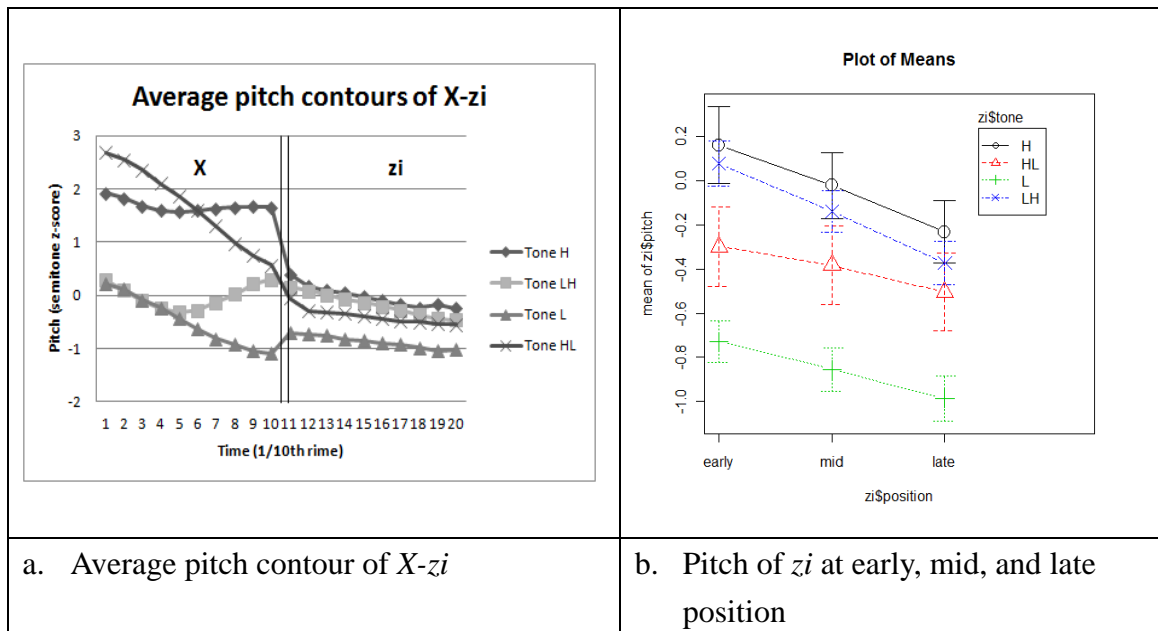 Average pitch contours of X-zi
Pitch (semitone z-score)
3
2
1
0
-1
-2
X
zi
Tone H
Tone LH
Tone L
Tone HL
1 2 3 4 5 6 7 8 9 10 11 12 13 14 15 16 17 18 19 20
Time (1/10th rime)
Plot of Means
mean of zi$pitch
0.2
0.0
-0.2
-0.4
-0.6
-0.8
-1.0
zi$tone
H
HL
L
LH
early mid late
zi$position
a. Average pitch contour of X-zi
b. Pitch of zi at early, mid, and late
position